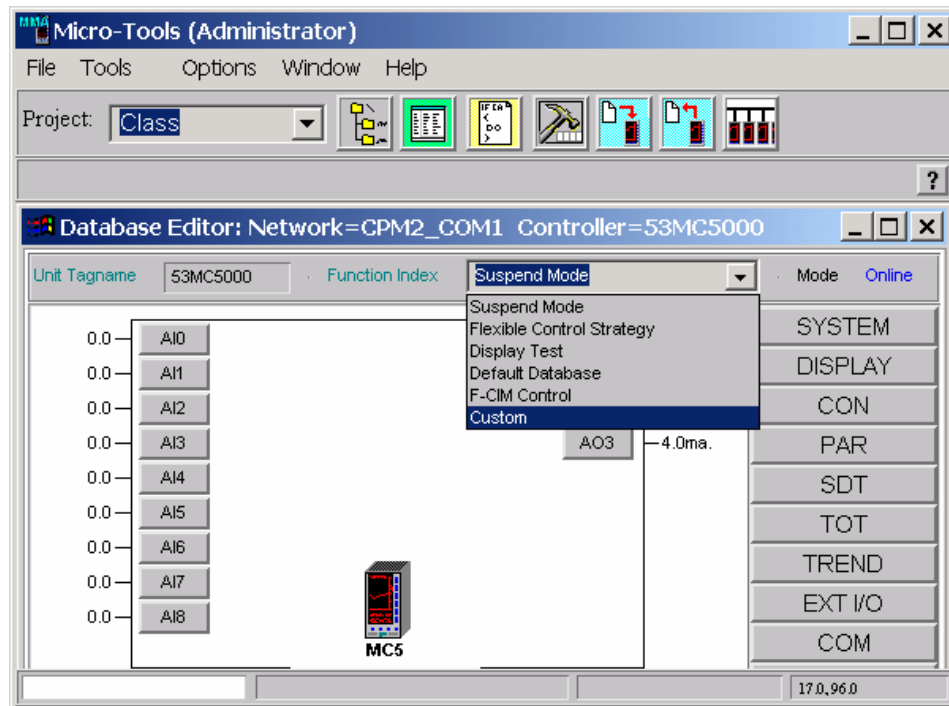 MMA Micro-Tools (Administrator)
File Tools Options Window Help
Project: Class
IF CA
DO
?
Database Editor: Network=CPM2_COM1 Controller=53MC5000
Unit Tagname 53MC5000 Function Index Suspend Mode Mode Online
Suspend Mode
Flexible Control Strategy
Display Test
Default Database
F-CIM Control
Custom
0.0 AI0
0.0 AI1
0.0 AI2
0.0 AI3
0.0 AI4
0.0 AI5
0.0 AI6
0.0 AI7
0.0 AI8
AO3 4.0ma.
MC5
SYSTEM
DISPLAY
CON
PAR
SDT
TOT
TREND
EXT I/O
COM
17.0,96.0